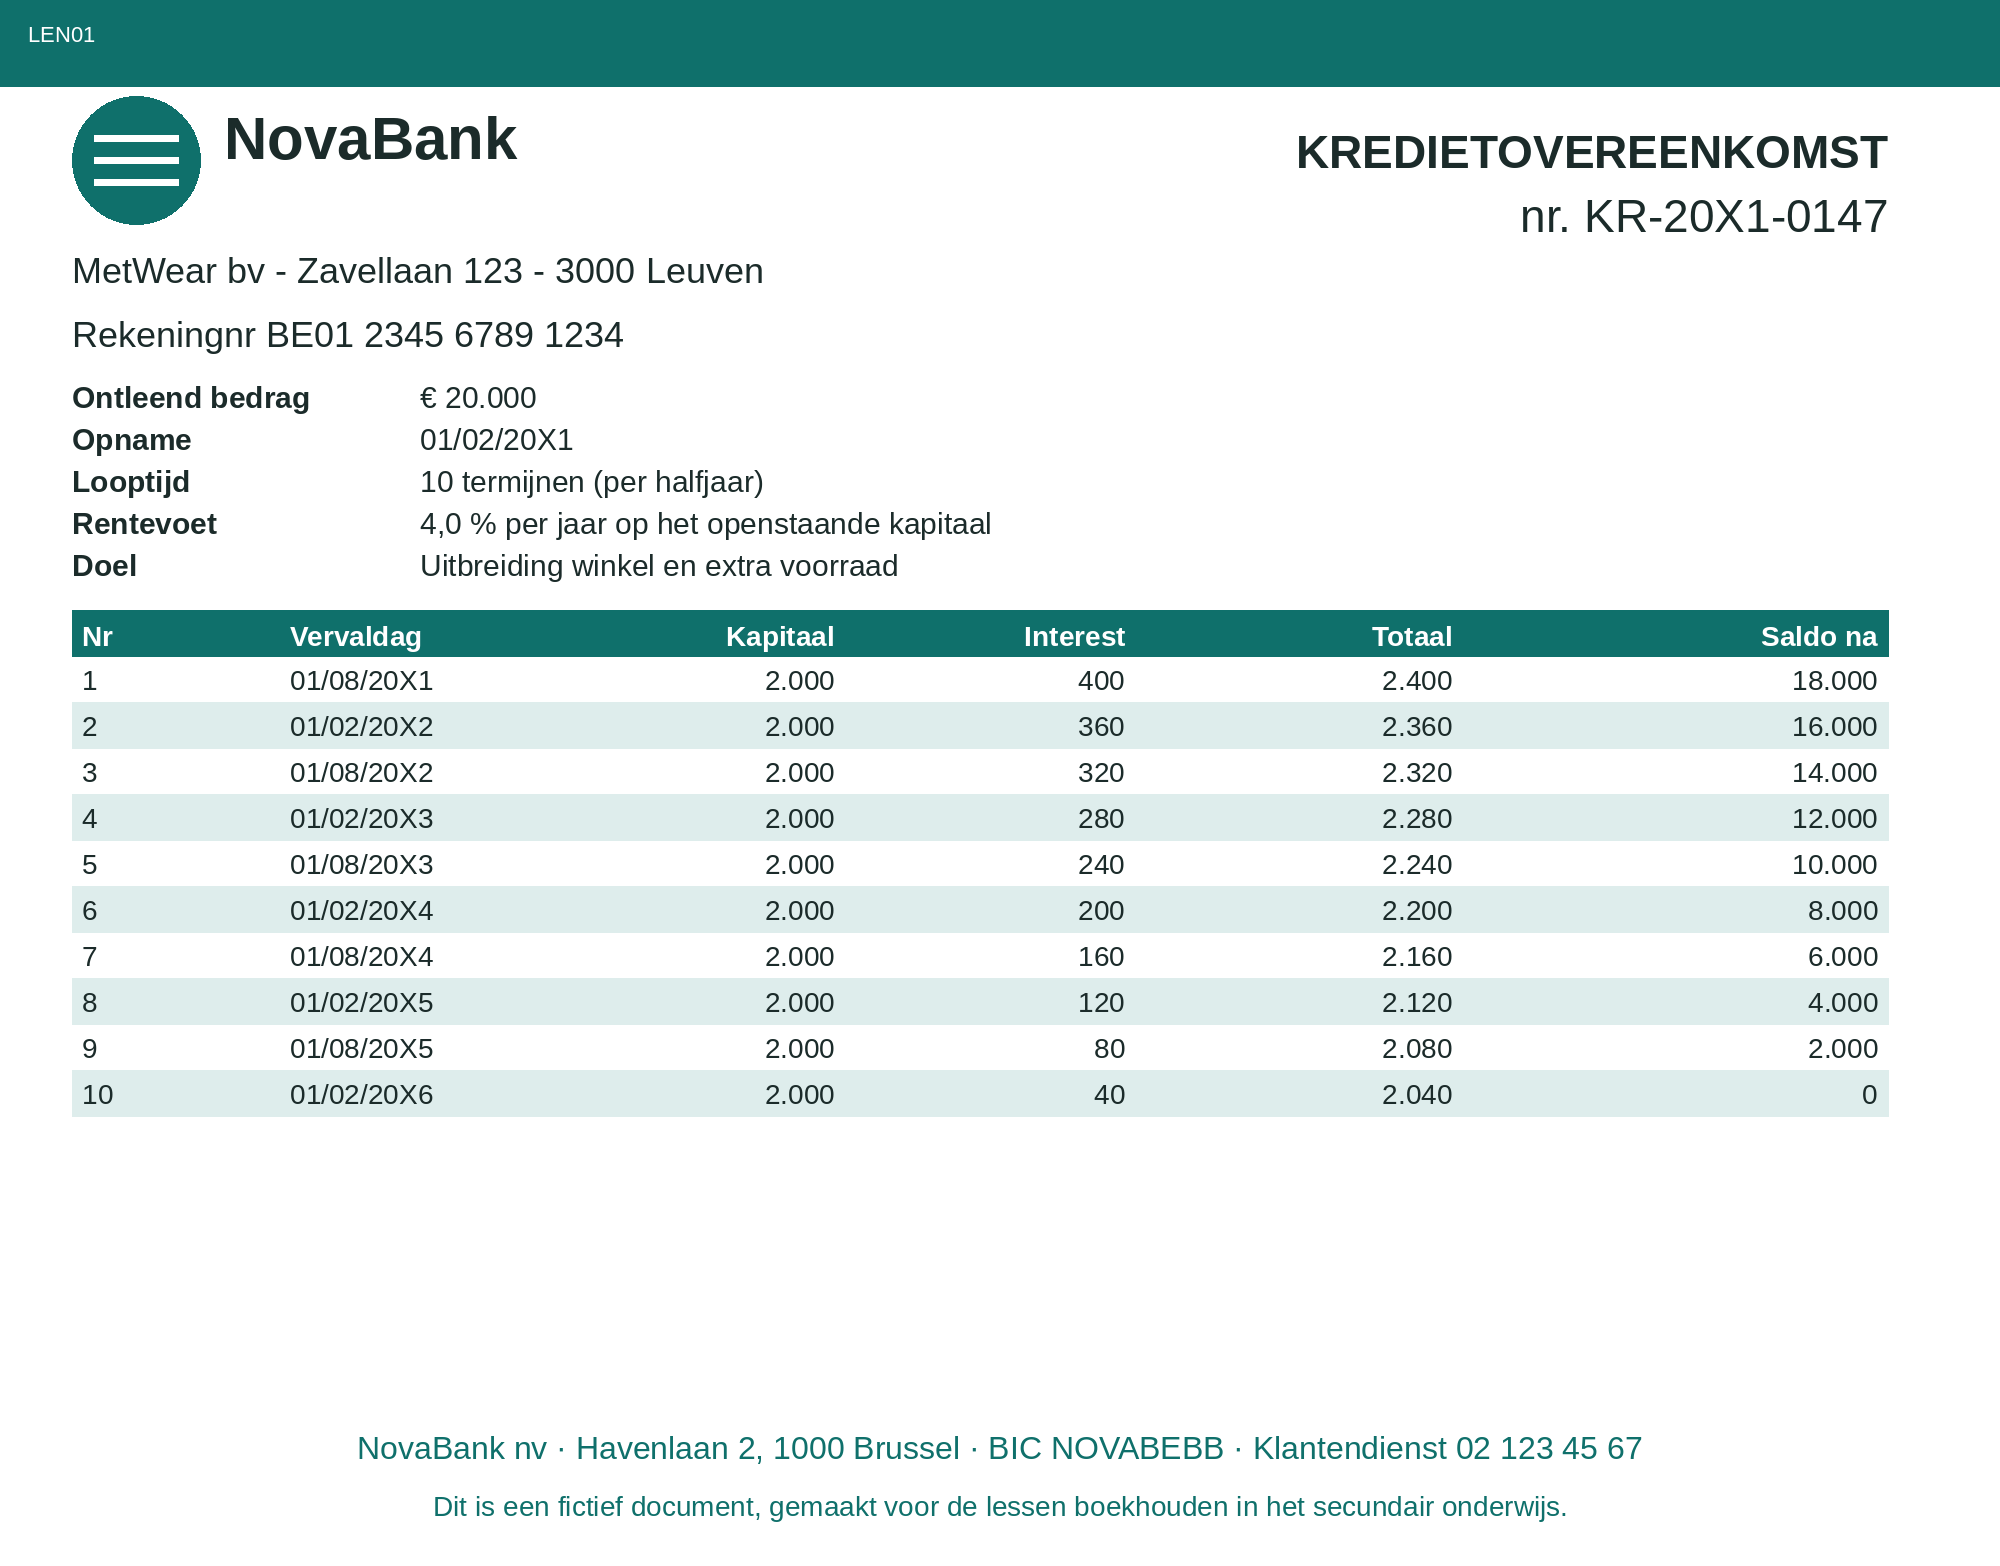 LEN01
NovaBank
KREDIETOVEREENKOMST
nr. KR-20X1-0147
MetWear bv - Zavellaan 123 - 3000 Leuven
Rekeningnr BE01 2345 6789 1234
Ontleend bedrag € 20.000
Opname 01/02/20X1
Looptijd 10 termijnen (per halfjaar)
Rentevoet 4,0 % per jaar op het openstaande kapitaal
Doel Uitbreiding winkel en extra voorraad
Nr Vervaldag Kapitaal Interest Totaal Saldo na
1 01/08/20X1 2.000 400 2.400 18.000
2 01/02/20X2 2.000 360 2.360 16.000
3 01/08/20X2 2.000 320 2.320 14.000
4 01/02/20X3 2.000 280 2.280 12.000
5 01/08/20X3 2.000 240 2.240 10.000
6 01/02/20X4 2.000 200 2.200 8.000
7 01/08/20X4 2.000 160 2.160 6.000
8 01/02/20X5 2.000 120 2.120 4.000
9 01/08/20X5 2.000 80 2.080 2.000
10 01/02/20X6 2.000 40 2.040 0
NovaBank nv · Havenlaan 2, 1000 Brussel · BIC NOVABEBB · Klantendienst 02 123 45 67
Dit is een fictief document, gemaakt voor de lessen boekhouden in het secundair onderwijs.